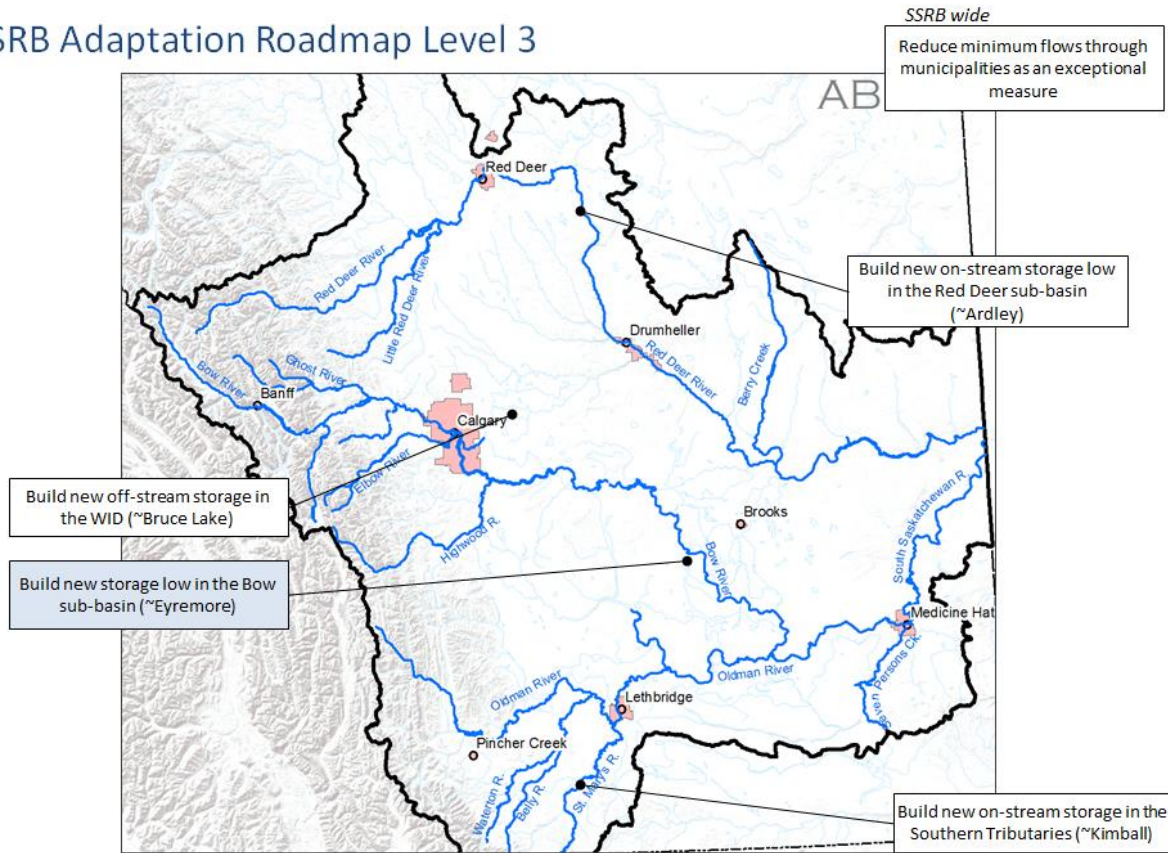 SRB Adaptation Roadmap Level 3
SSRB wide
Reduce minimum flows through
municipalities as an exceptional
measure
AB
Red Deer
Red Deer River
Little Red Deer River
Build new on-stream storage low
in the Red Deer sub-basin
(~Ardley)
Drumheller
Red Deer River
Berry Creek
Ghost River
Bow River
Banff
Calgary
Elbow River
Build new off-stream storage in
the WID (~Bruce Lake)
Highwood R.
Brooks
Bow River
South Saskatchewan R.
Build new storage low in the Bow
sub-basin (~Eyremore)
Medicine Hat
Seven Persons Ck.
Oldman River
Oldman River
Lethbridge
Pincher Creek
Waterton R.
Belly R.
St. Mary's R.
Build new on-stream storage in the
Southern Tributaries (~Kimball)